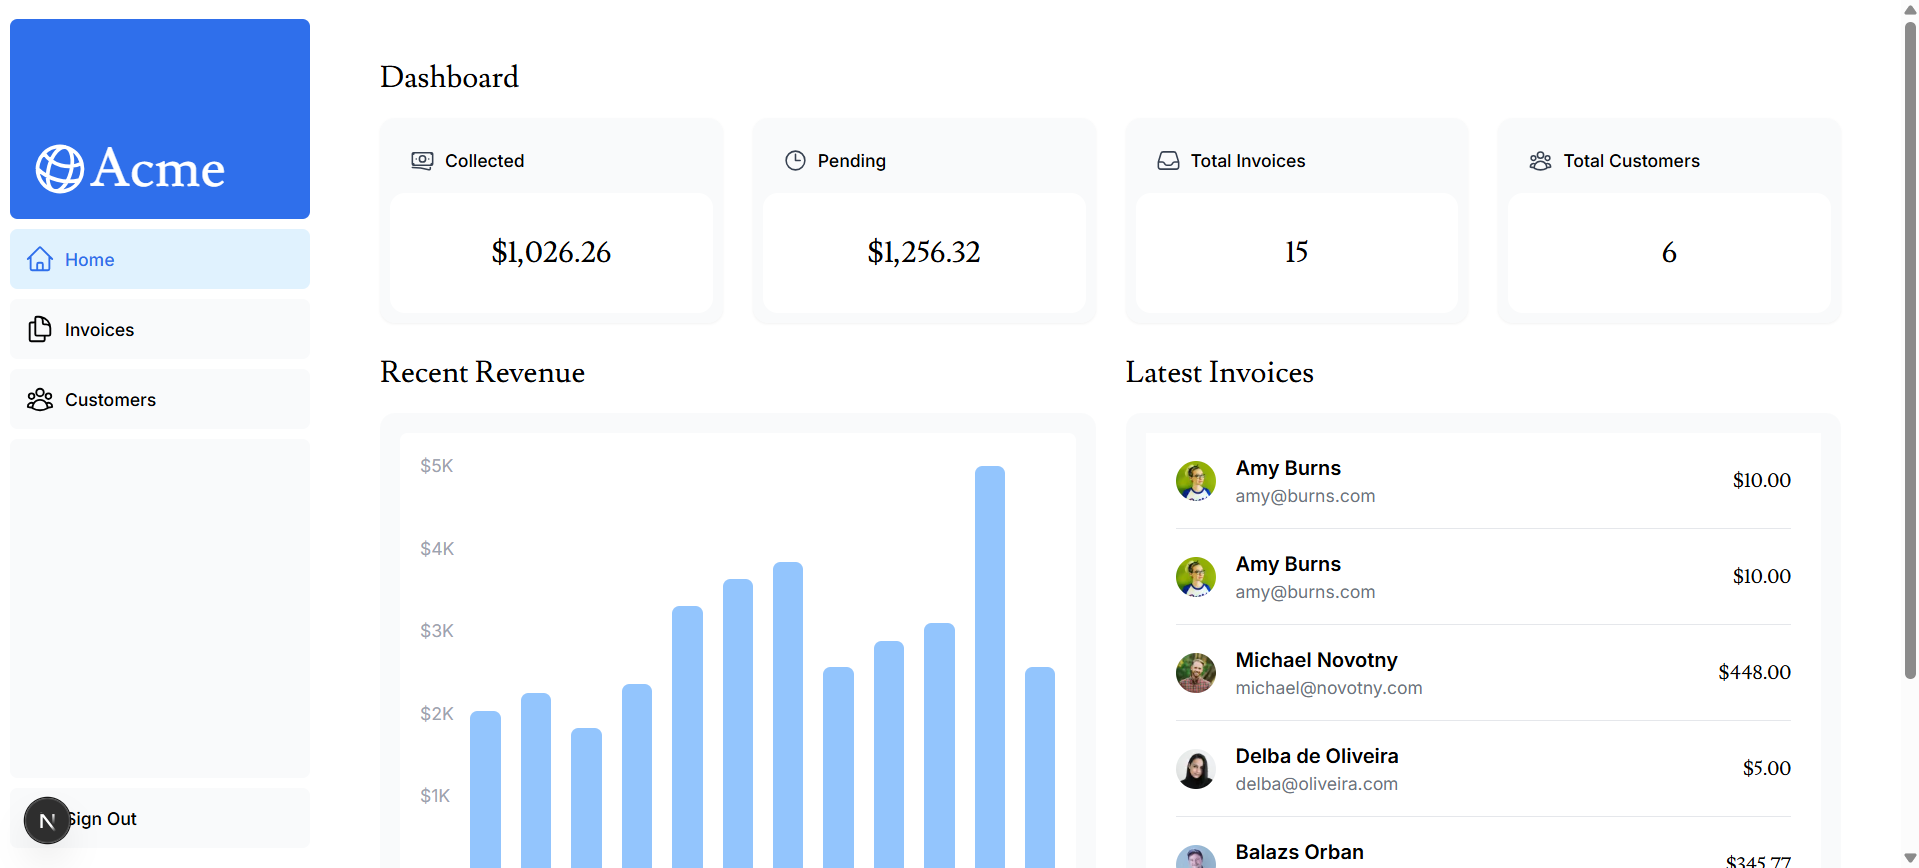 Acme
Home
Invoices
Customers
Sign Out
N
Dashboard
Collected
$1,026.26
Pending
$1,256.32
Total Invoices
15
Total Customers
6
Recent Revenue
$5K
$4K
$3K
$2K
$1K
Latest Invoices
Amy Burns
amy@burns.com
$10.00
Amy Burns
amy@burns.com
$10.00
Michael Novotny
michael@novotny.com
$448.00
Delba de Oliveira
delba@oliveira.com
$5.00
Balazs Orban
$345.77